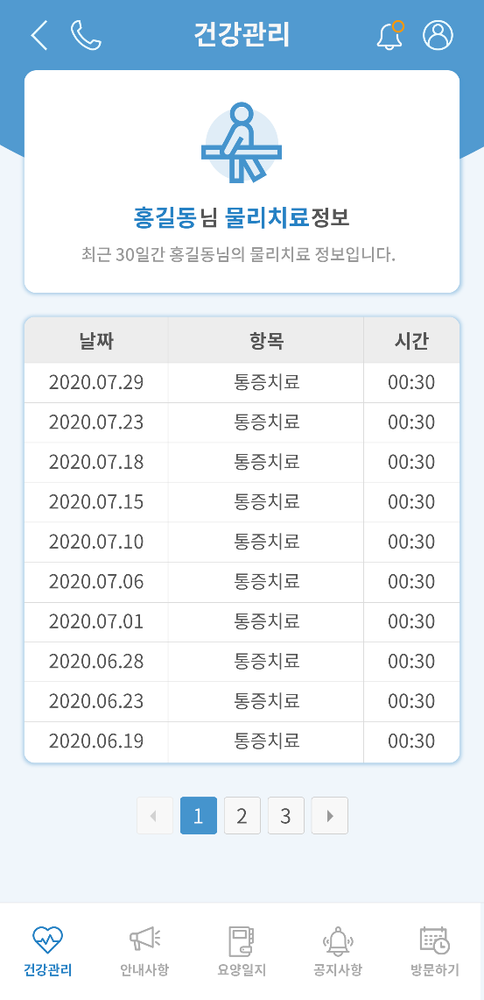 건강관리
홍길동님 물리치료정보
최근 30일간 홍길동님의 물리치료 정보입니다.
날짜 항목 시간
2020.07.29 통증치료 00:30
2020.07.23 통증치료 00:30
2020.07.18 통증치료 00:30
2020.07.15 통증치료 00:30
2020.07.10 통증치료 00:30
2020.07.06 통증치료 00:30
2020.07.01 통증치료 00:30
2020.06.28 통증치료 00:30
2020.06.23 통증치료 00:30
2020.06.19 통증치료 00:30
1 2 3
건강관리 안내사항 요양일지 공지사항 방문하기